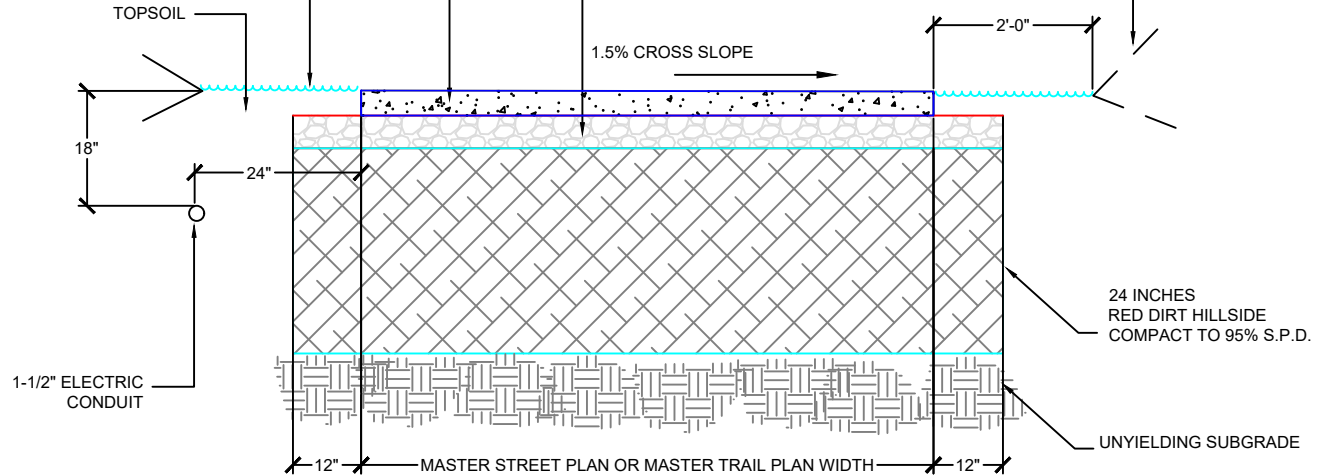 TOPSOIL
2'-0"
1.5% CROSS SLOPE
18"
24"
24 INCHES
RED DIRT HILLSIDE
COMPACT TO 95% S.P.D.
1-1/2" ELECTRIC
CONDUIT
UNYIELDING SUBGRADE
12"
MASTER STREET PLAN OR MASTER TRAIL PLAN WIDTH
12"